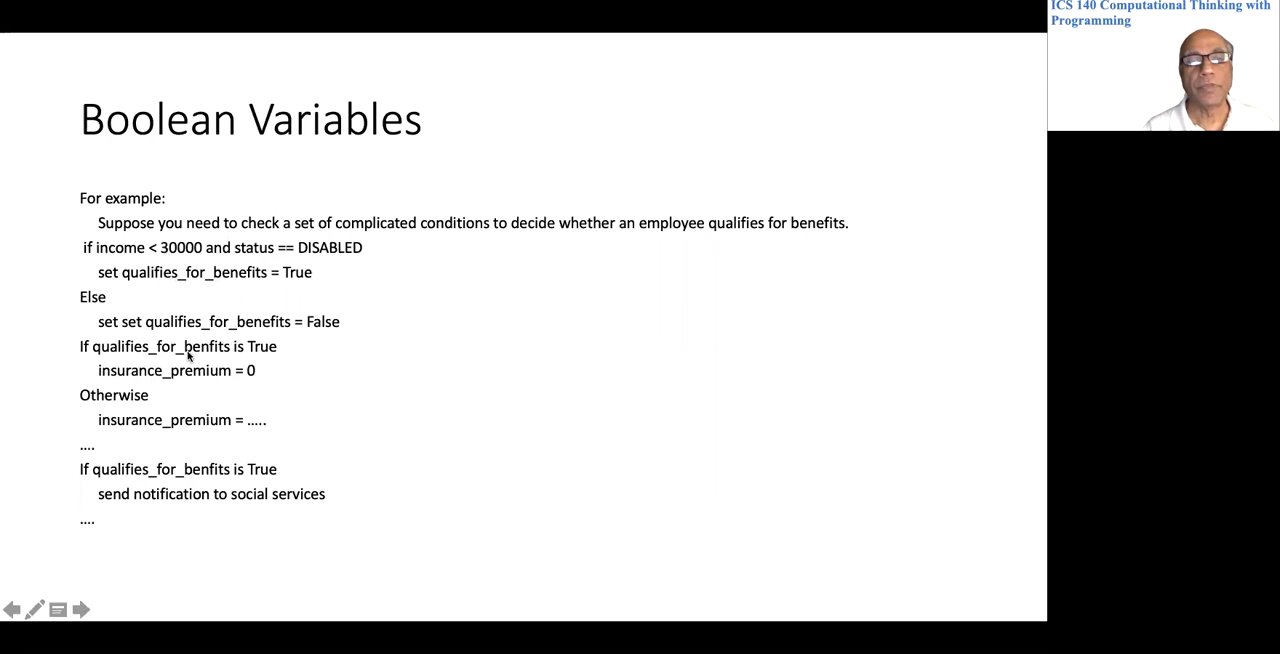 ICS 140 Computational Thinking with
Programming
Boolean Variables
For example:
Suppose you need to check a set of complicated conditions to decide whether an employee qualifies for benefits.
if income < 30000 and status == DISABLED
set qualifies_for_benefits = True
Else
set set qualifies_for_benefits = False
If qualifies_for_benfits is True
insurance_premium = 0
Otherwise
insurance_premium = .....
....
If qualifies_for_benfits is True
send notification to social services
....